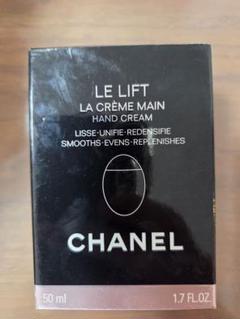 LE LIFT
LA CRÈME MAIN
HAND CREAM
LISSE-UNIFIE-REDENSIFIE
SMOOTHS-EVENS-REPLENISHES
CHANEL
50 ml 1.7 FL.OZ.